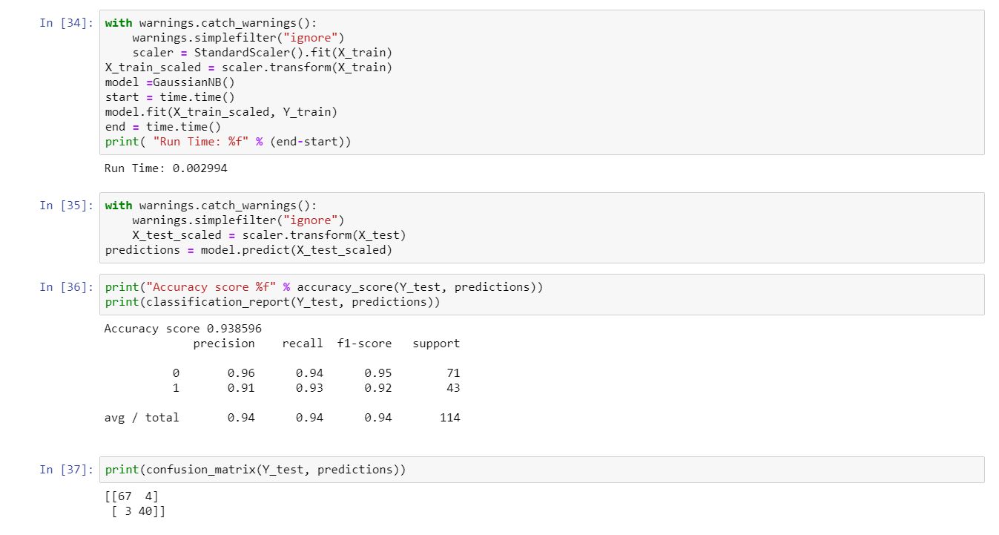 In [34]: with warnings.catch_warnings():
    warnings.simplefilter("ignore")
    scaler = StandardScaler().fit(X_train)
X_train_scaled = scaler.transform(X_train)
model =GaussianNB()
start = time.time()
model.fit(X_train_scaled, Y_train)
end = time.time()
print( "Run Time: %f" % (end-start))
Run Time: 0.002994
In [35]: with warnings.catch_warnings():
    warnings.simplefilter("ignore")
    X_test_scaled = scaler.transform(X_test)
predictions = model.predict(X_test_scaled)
In [36]: print("Accuracy score %f" % accuracy_score(Y_test, predictions))
print(classification_report(Y_test, predictions))
Accuracy score 0.938596
             precision    recall  f1-score   support
          0       0.96      0.94      0.95        71
          1       0.91      0.93      0.92        43
avg / total       0.94      0.94      0.94       114
In [37]: print(confusion_matrix(Y_test, predictions))
[[67  4]
 [ 3 40]]